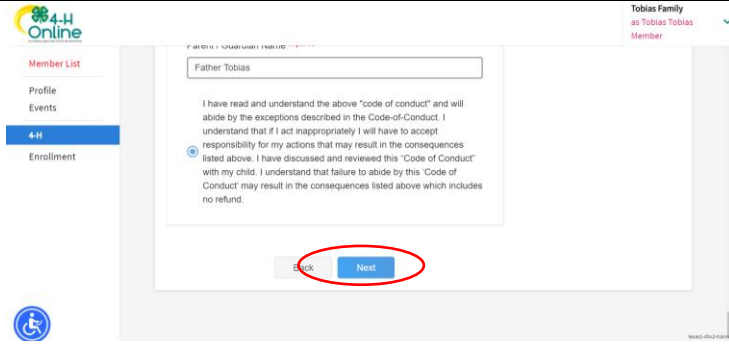 4-H
Online
Tobias Family
as Tobias Tobias
Member
Member List
Profile
Events
4-H
Enrollment
Parent / Guardian Name
Father Tobias
I have read and understand the above "code of conduct" and will
abide by the exceptions described in the Code-of-Conduct. I
understand that if I act inappropriately I will have to accept
responsibility for my actions that may result in the consequences
listed above. I have discussed and reviewed this "Code of Conduct"
with my child. I understand that failure to abide by this 'Code of
Conduct' may result in the consequences listed above which includes
no refund.
Back
Next